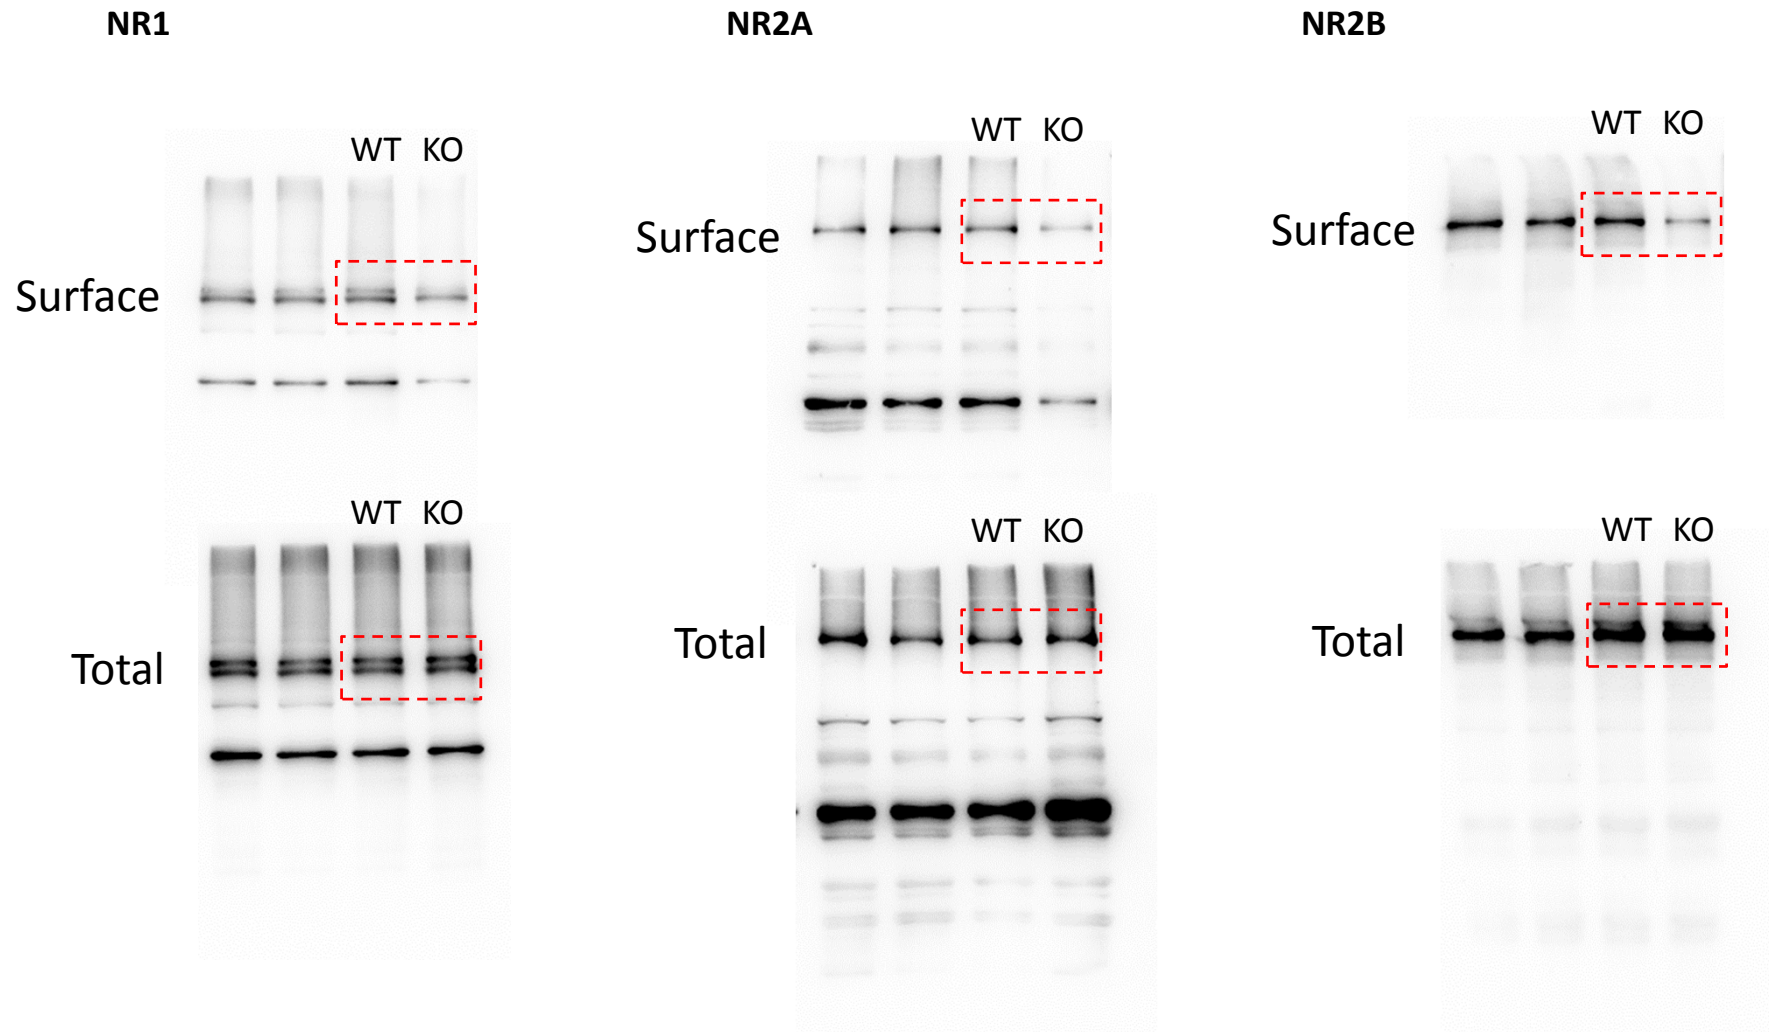 NR1
NR2A
NR2B
WT KO
Surface
WT KO
Surface
WT KO
Surface
WT KO
Total
WT KO
Total
WT KO
Total